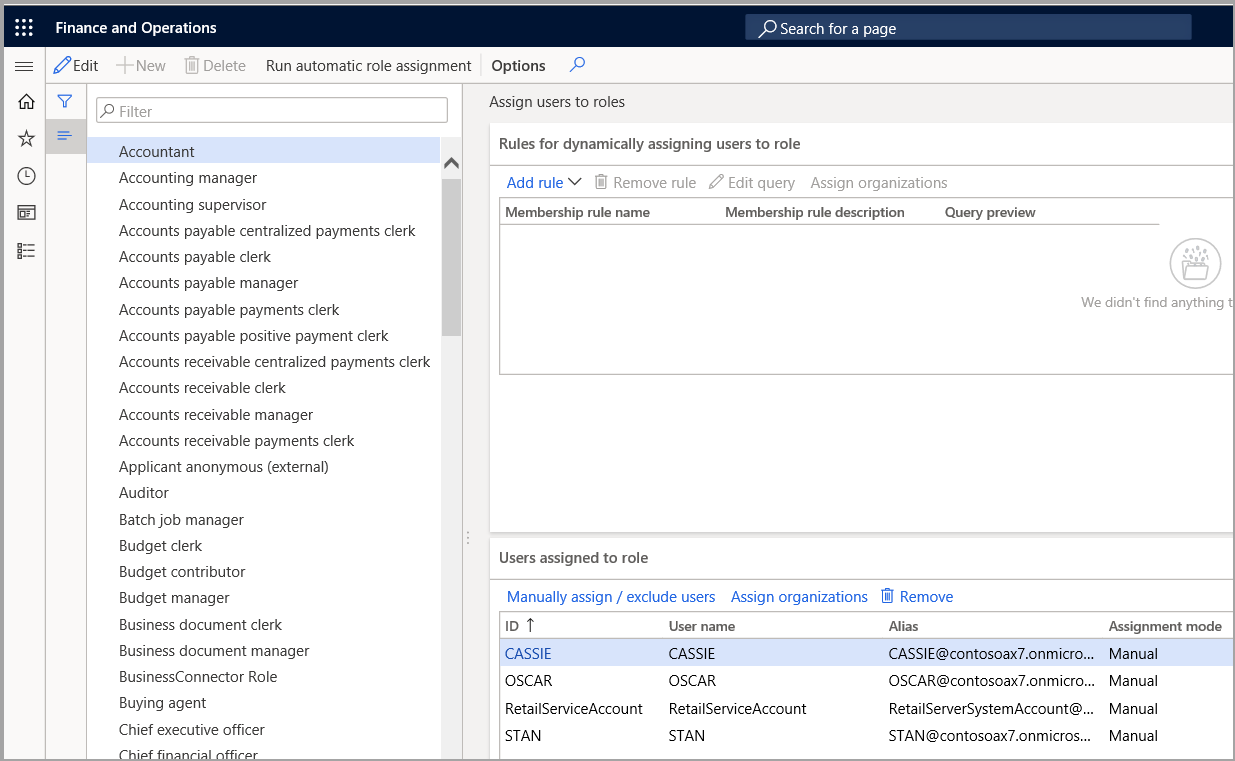 Finance and Operations
Search for a page
Edit
New
Delete
Run automatic role assignment
Options
Filter
Accountant
Accounting manager
Accounting supervisor
Accounts payable centralized payments clerk
Accounts payable clerk
Accounts payable manager
Accounts payable payments clerk
Accounts payable positive payment clerk
Accounts receivable centralized payments clerk
Accounts receivable clerk
Accounts receivable manager
Accounts receivable payments clerk
Applicant anonymous (external)
Auditor
Batch job manager
Budget clerk
Budget contributor
Budget manager
Business document clerk
Business document manager
BusinessConnector Role
Buying agent
Chief executive officer
Chief financial officer
Assign users to roles
Rules for dynamically assigning users to role
Add rule Remove rule Edit query Assign organizations
Membership rule name Membership rule description Query preview
We didn't find anything t
Users assigned to role
Manually assign / exclude users Assign organizations Remove
ID ↑ User name Alias Assignment mode
CASSIE CASSIE CASSIE@contosoax7.onmicro... Manual
OSCAR OSCAR OSCAR@contosoax7.onmicro... Manual
RetailServiceAccount RetailServiceAccount RetailServerSystemAccount@... Manual
STAN STAN STAN@contosoax7.onmicros... Manual